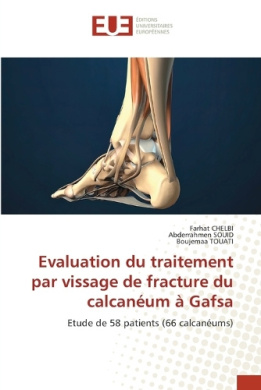 EUE
ÉDITIONS
UNIVERSITAIRES
EUROPÉENNES
Farhat CHELBI
Abderrahmen SOUID
Boujemaa TOUATI
Evaluation du traitement
par vissage de fracture du
calcanéum à Gafsa
Etude de 58 patients (66 calcanéums)